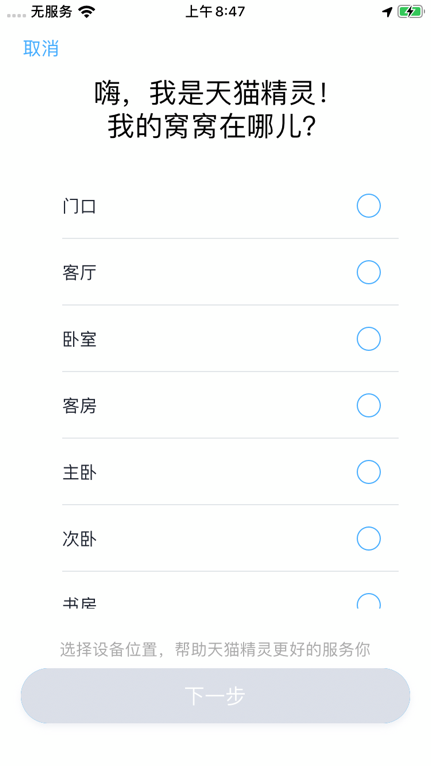 无服务 上午 8:47
取消
嗨，我是天猫精灵！
我的窝窝在哪儿？
门口
客厅
卧室
客房
主卧
次卧
书房
选择设备位置，帮助天猫精灵更好的服务你
下一步